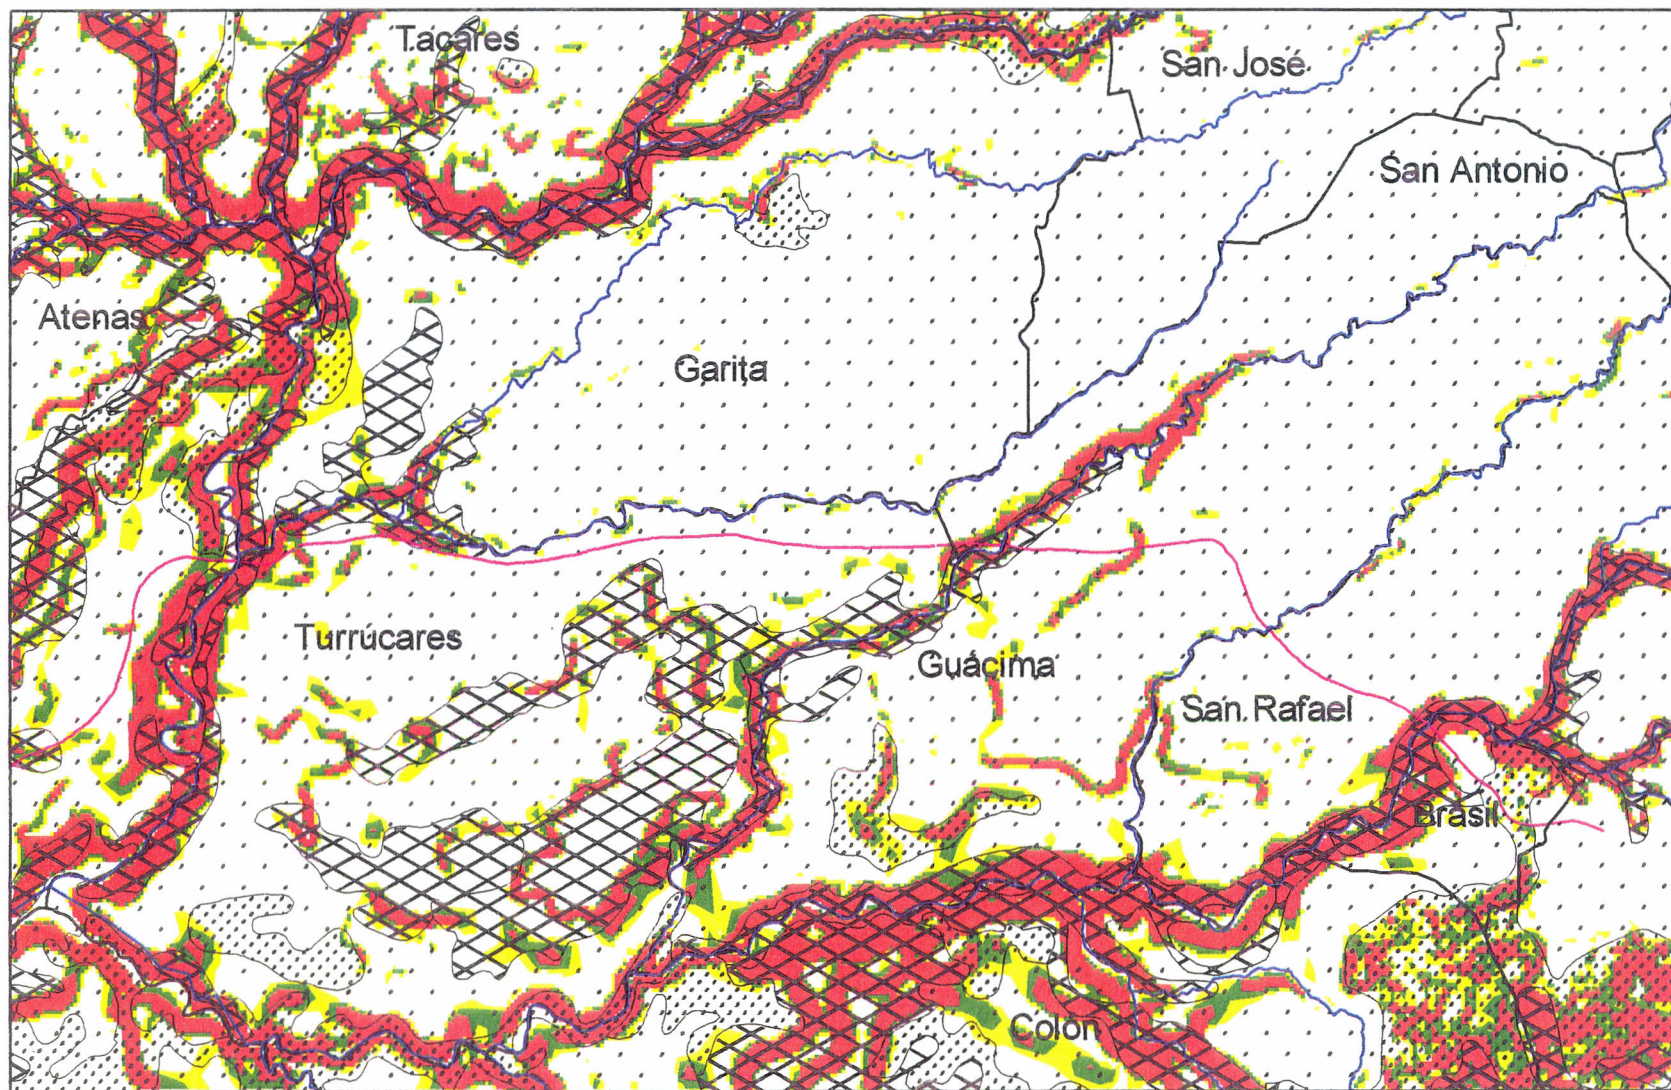 Tacares
San José
San Antonio
Atenas
Garita
Turrúcares
Guácima
San Rafael
Brasil
Colón